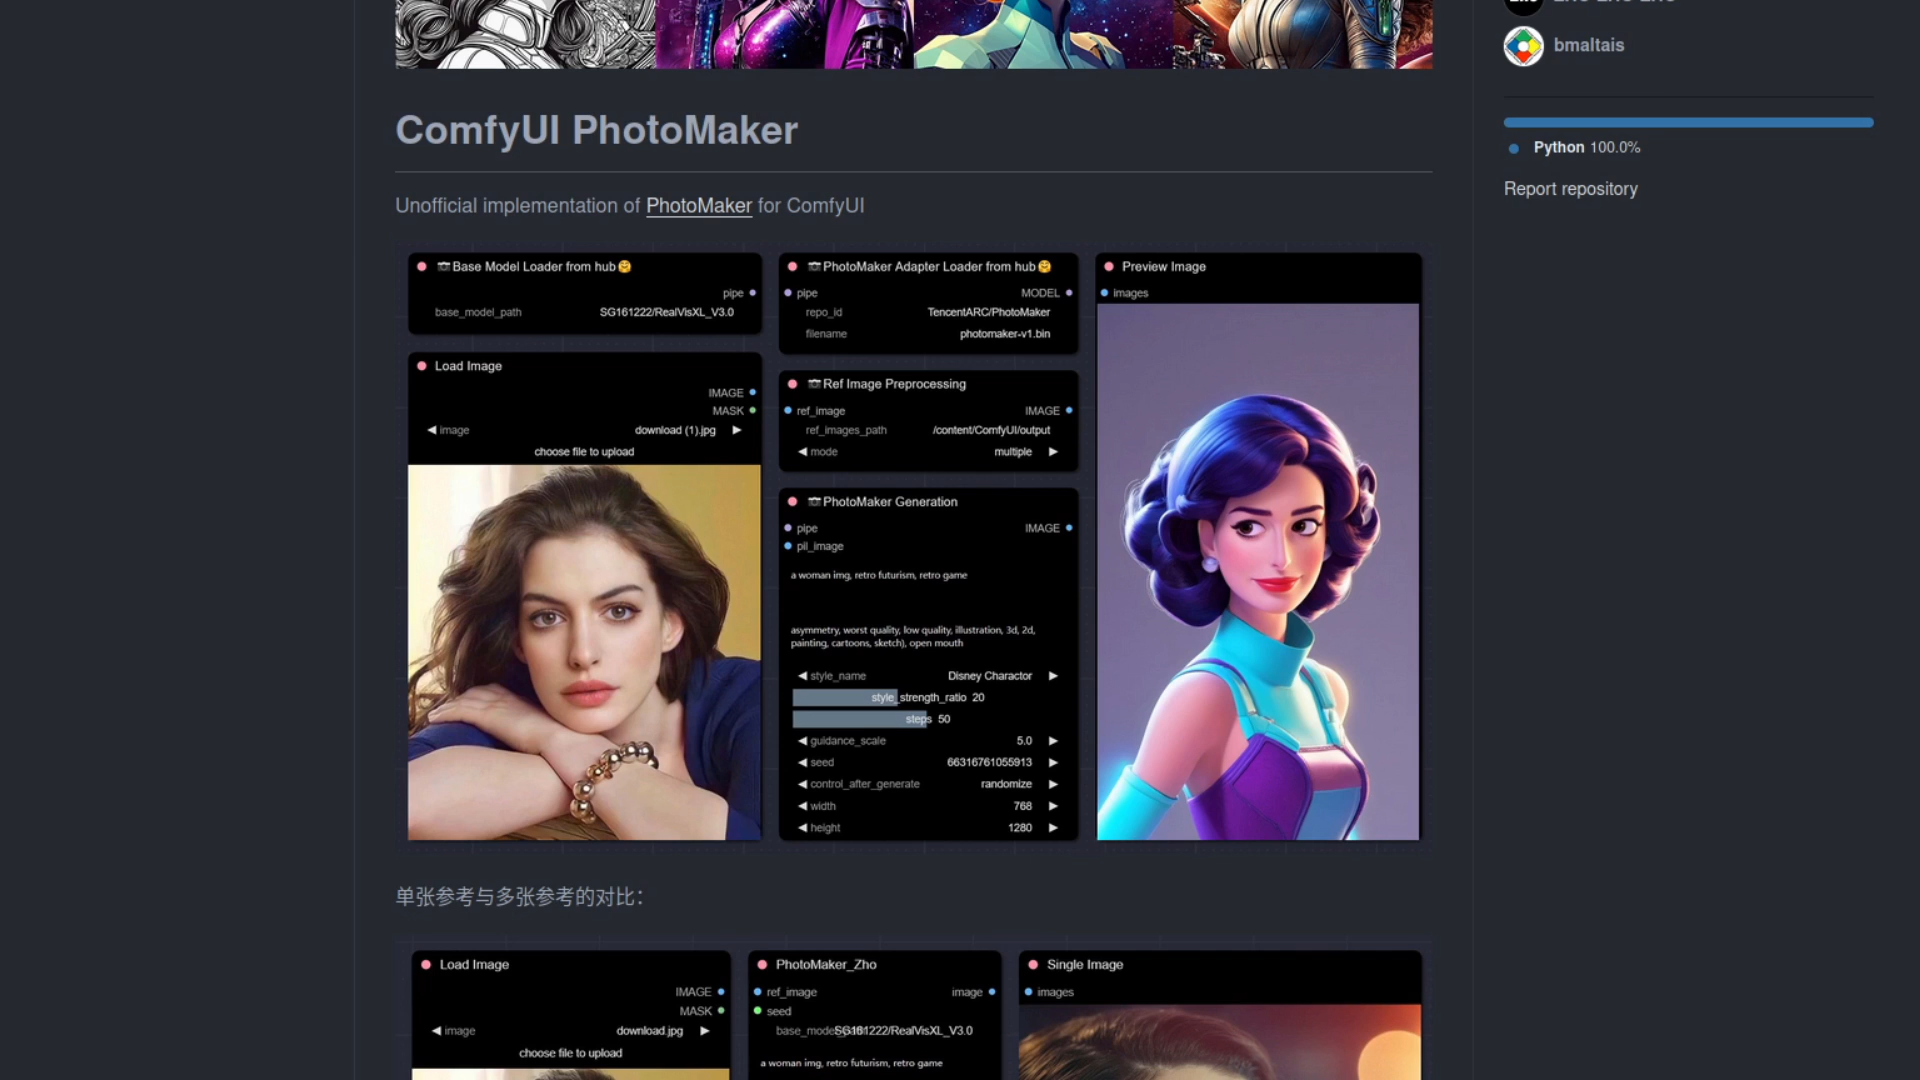 bmaltais
Python 100.0%
Report repository
ComfyUI PhotoMaker
Unofficial implementation of PhotoMaker for ComfyUI
Base Model Loader from hub🤗
pipe
base_model_path SG161222/RealVisXL_V3.0
Load Image
IMAGE
MASK
image download (1).jpg
choose file to upload
PhotoMaker Adapter Loader from hub🤗
pipe MODEL
repo_id TencentARC/PhotoMaker
filename photomaker-v1.bin
Ref Image Preprocessing
ref_image IMAGE
ref_images_path /content/ComfyUI/output
mode multiple
PhotoMaker Generation
pipe IMAGE
pil_image
a woman img, retro futurism, retro game
asymmetry, worst quality, low quality, illustration, 3d, 2d,
painting, cartoons, sketch), open mouth
style_name Disney Charactor
style_strength_ratio 20
steps 50
guidance_scale 5.0
seed 66316761055913
control_after_generate randomize
width 768
height 1280
Preview Image
images
单张参考与多张参考的对比：
Load Image
IMAGE
MASK
image download.jpg
choose file to upload
PhotoMaker_Zho
ref_image image
seed
SG161222/RealVisXL_V3.0
a woman img, retro futurism, retro game
Single Image
images